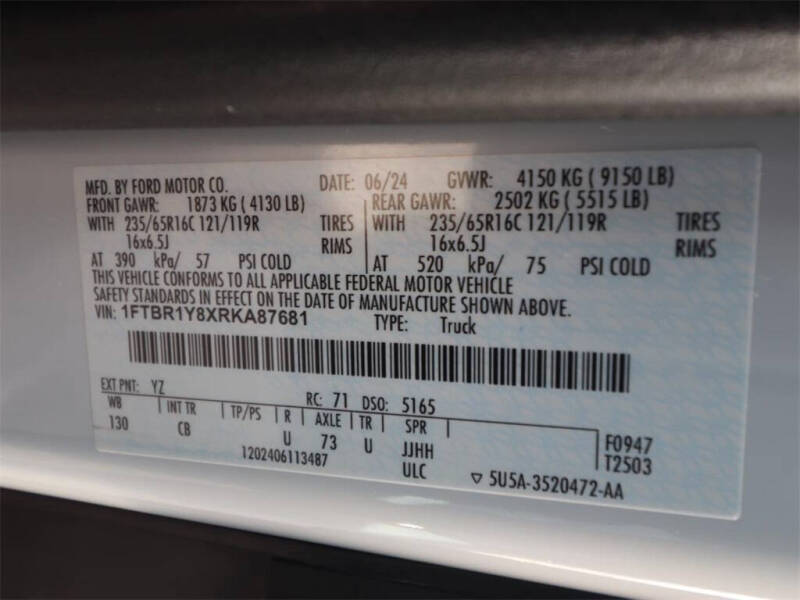 MFD. BY FORD MOTOR CO. DATE: 06/24 GVWR: 4150 KG ( 9150 LB)
FRONT GAWR: 1873 KG ( 4130 LB) REAR GAWR: 2502 KG ( 5515 LB)
WITH 235/65R16C 121/119R TIRES WITH 235/65R16C 121/119R TIRES
16x6.5J RIMS 16x6.5J RIMS
AT 390 kPa/ 57 PSI COLD AT 520 kPa/ 75 PSI COLD
THIS VEHICLE CONFORMS TO ALL APPLICABLE FEDERAL MOTOR VEHICLE
SAFETY STANDARDS IN EFFECT ON THE DATE OF MANUFACTURE SHOWN ABOVE.
VIN: 1FTBR1Y8XRKA87681 TYPE: Truck
EXT PNT: YZ RC: 71 DSO: 5165
WB INT TR TP/PS R AXLE TR SPR F0947
130 CB U 73 U JJHH T2503
1202406113487 ULC ▽ 5U5A-3520472-AA